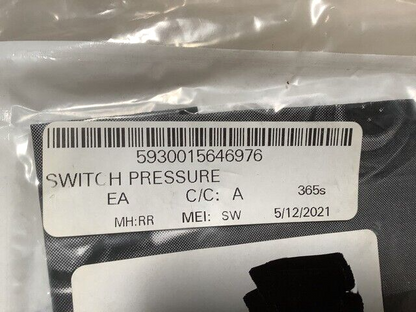 5930015646976
SWITCH PRESSURE
EA C/C: A 365s
MH:RR MEI: SW 5/12/2021